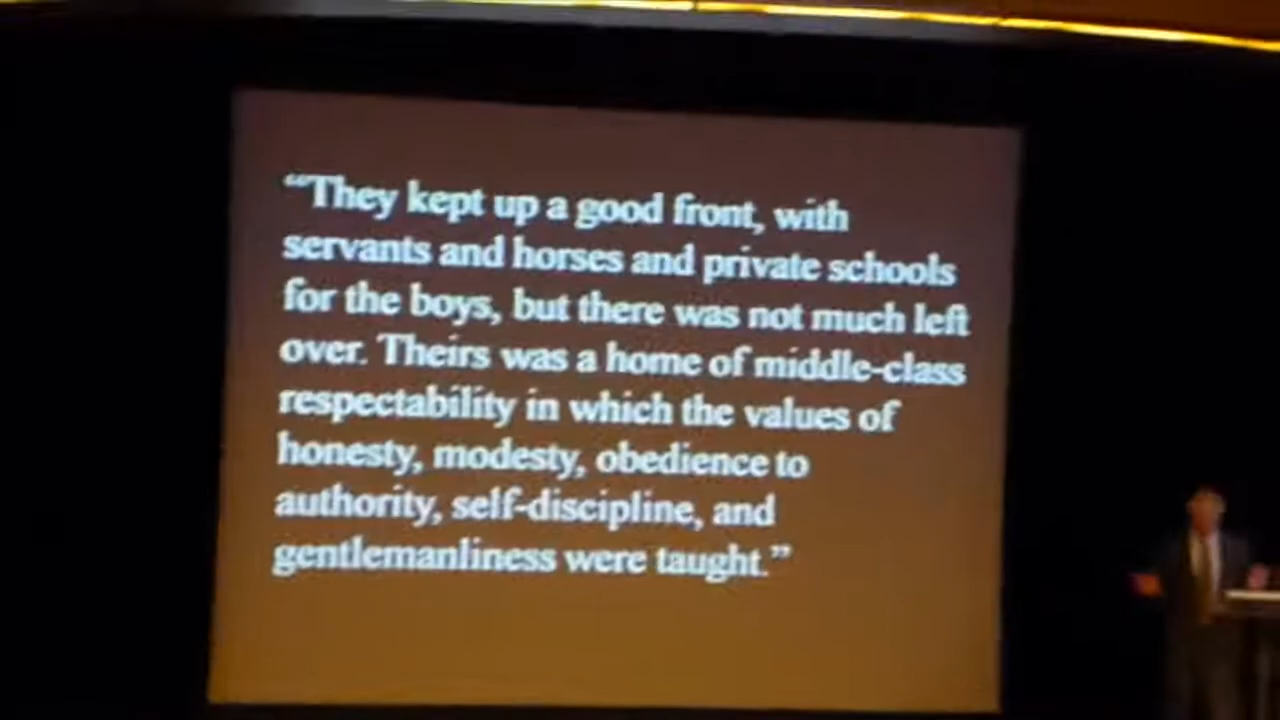 “They kept up a good front, with
servants and horses and private schools
for the boys, but there was not much left
over. Theirs was a home of middle-class
respectability in which the values of
honesty, modesty, obedience to
authority, self-discipline, and
gentlemanliness were taught.”